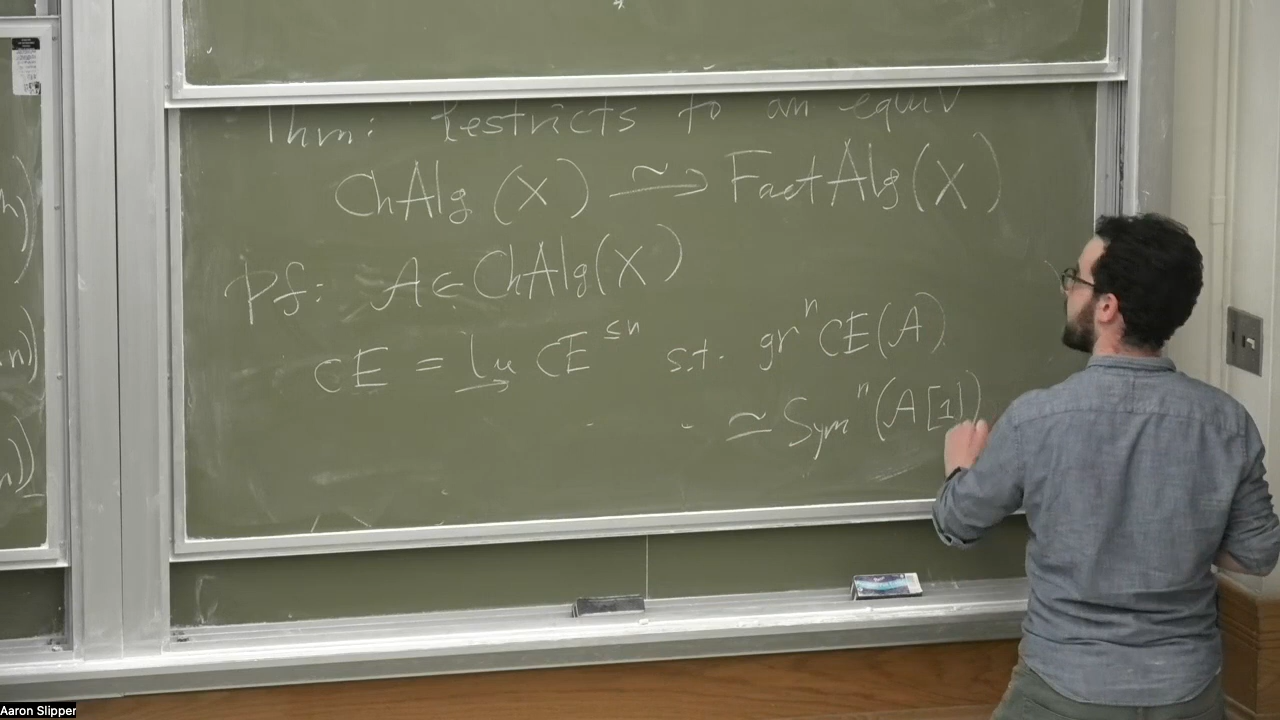 Thm: Restricts to an equiv
ChAlg (X) ⥲ FactAlg (X)
Pf: A ∈ ChAlg(X)
CE = lim CE^{≤n} s.t. gr^n CE(A)
≃ Sym^n (A[1])
n)
n)
Aaron Slipper